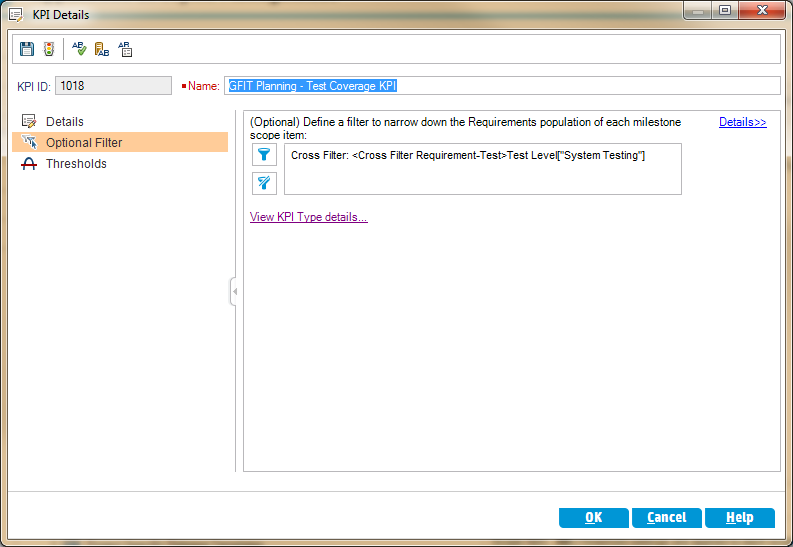 KPI Details
KPI ID: 1018 Name: GFIT Planning - Test Coverage KPI
Details
Optional Filter
Thresholds
(Optional) Define a filter to narrow down the Requirements population of each milestone
scope item:
Details>>
Cross Filter: <Cross Filter Requirement-Test>Test Level["System Testing"]
View KPI Type details...
OK Cancel Help